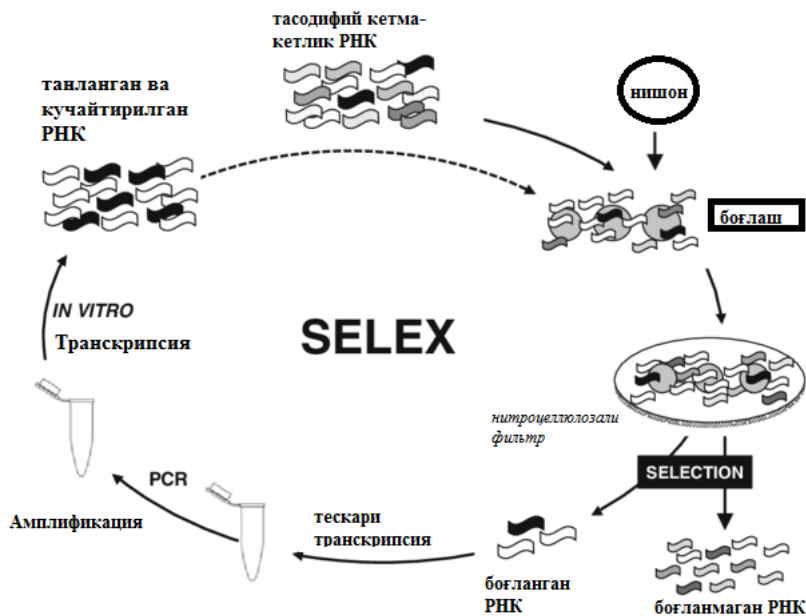 тасодифий кетма-
кетлик РНК
танланган ва
кучайтирилган
РНК
нишон
боғлаш
IN VITRO
Транскрипсия
SELEX
нитроцеллюлозали
фильтр
SELECTION
PCR
Амплификация
тескари
транскрипсия
боғланган
РНК
боғланмаган РНК